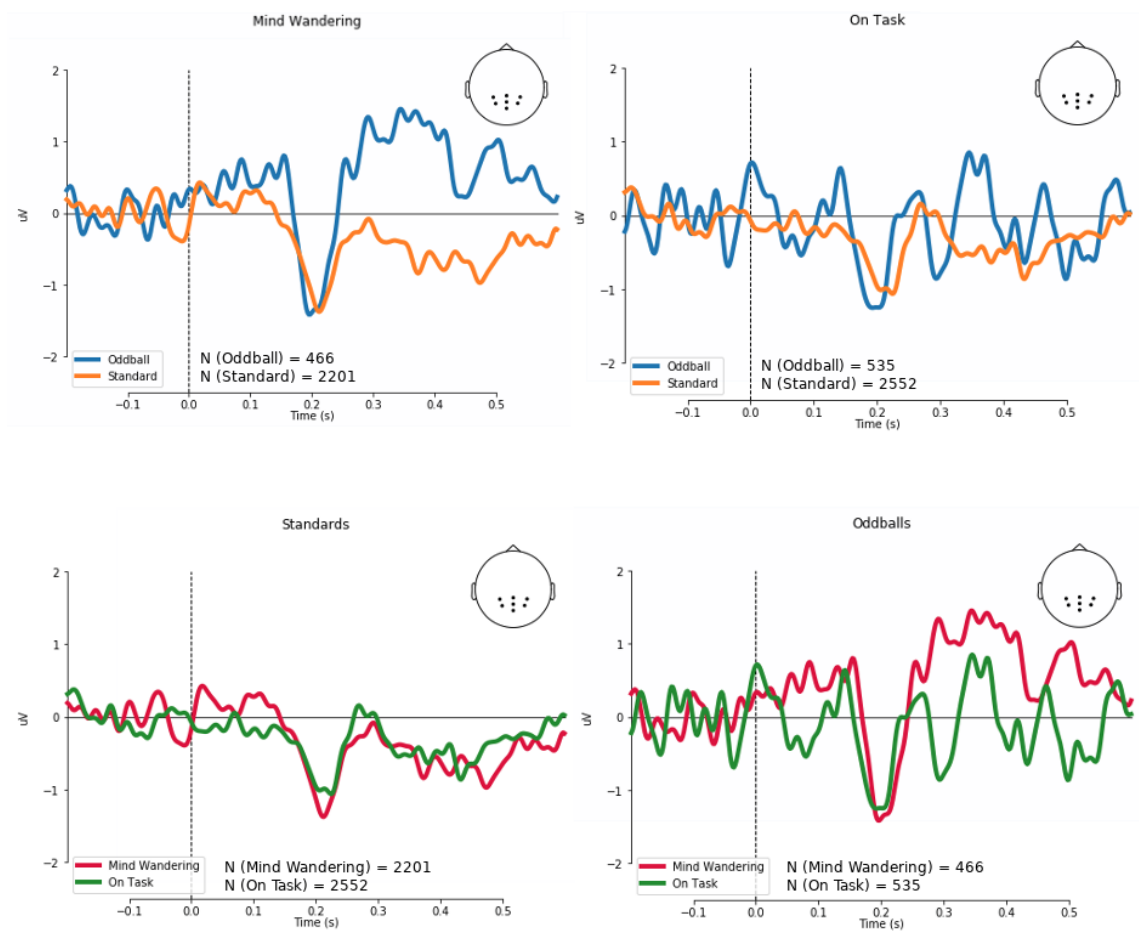 Mind Wandering
2
1
0
−1
−2
uV
Oddball
Standard
N (Oddball) = 466
N (Standard) = 2201
−0.1 0.0 0.1 0.2 0.3 0.4 0.5
Time (s)
On Task
2
1
0
−1
−2
uV
Oddball
Standard
N (Oddball) = 535
N (Standard) = 2552
−0.1 0.0 0.1 0.2 0.3 0.4 0.5
Time (s)
Standards
2
1
0
−1
−2
uV
Mind Wandering
On Task
N (Mind Wandering) = 2201
N (On Task) = 2552
−0.1 0.0 0.1 0.2 0.3 0.4 0.5
Time (s)
Oddballs
2
1
0
−1
−2
uV
Mind Wandering
On Task
N (Mind Wandering) = 466
N (On Task) = 535
−0.1 0.0 0.1 0.2 0.3 0.4 0.5
Time (s)